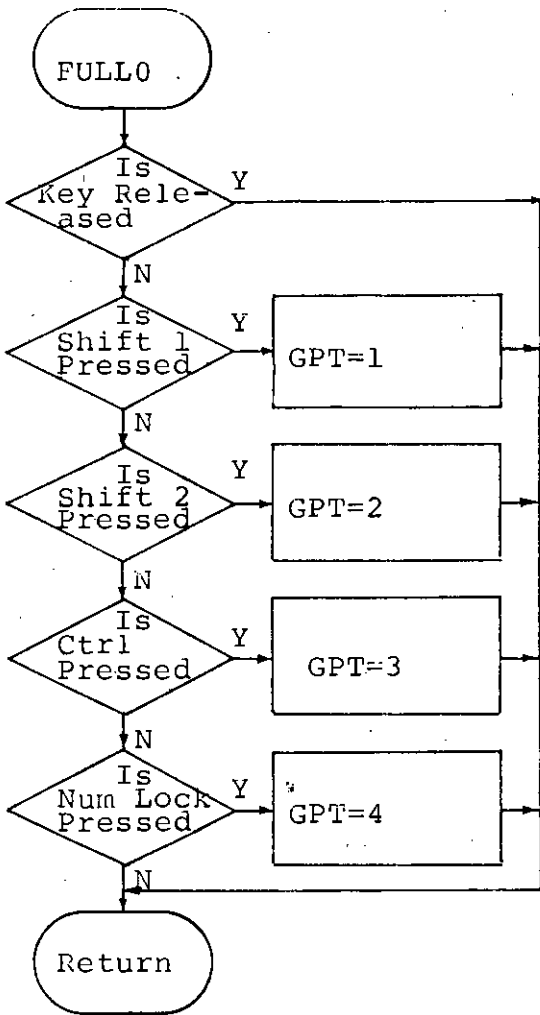 FULL0
Is
Key Rele-
ased
Y
N
Is
Shift 1
Pressed
Y
GPT=1
N
Is
Shift 2
Pressed
Y
GPT=2
N
Is
Ctrl
Pressed
Y
GPT=3
N
Is
Num Lock
Pressed
Y
GPT=4
N
Return